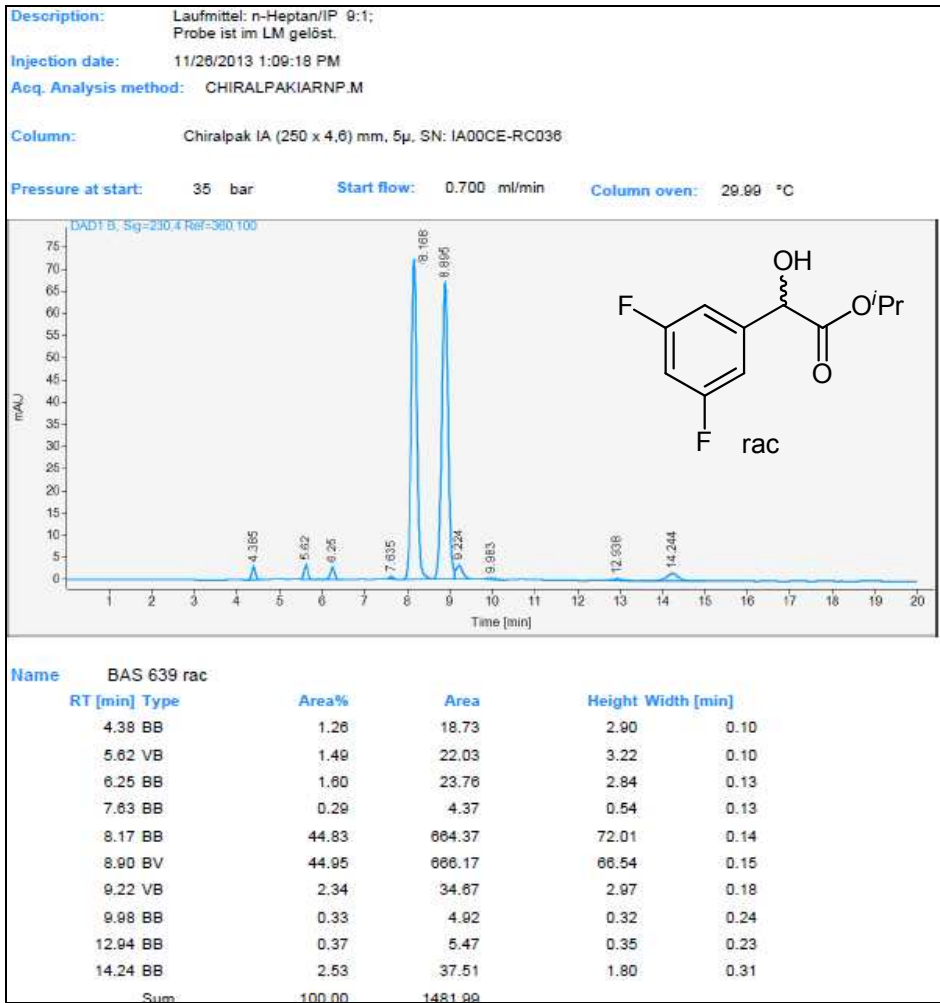 Description: Laufmittel: n-Heptan/IP 9:1;
Probe ist im LM gelöst.
Injection date: 11/26/2013 1:09:18 PM
Acq. Analysis method: CHIRALPAKIARNP.M
Column: Chiralpak IA (250 x 4,6) mm, 5µ, SN: IA00CE-RC036
Pressure at start: 35 bar Start flow: 0.700 ml/min Column oven: 29.99 °C
DAD1 B, Sig=230,4 Ref=360,100
mAU
75
70
65
60
55
50
45
40
35
30
25
20
15
10
5
0
4.385
5.62
6.25
7.635
8.168
8.895
9.224
9.983
12.938
14.244
OH
F
OiPr
O
F
rac
1 2 3 4 5 6 7 8 9 10 11 12 13 14 15 16 17 18 19 20
Time [min]
Name BAS 639 rac
RT [min] Type Area% Area Height Width [min]
4.38 BB 1.26 18.73 2.90 0.10
5.62 VB 1.49 22.03 3.22 0.10
6.25 BB 1.60 23.76 2.84 0.13
7.63 BB 0.29 4.37 0.54 0.13
8.17 BB 44.83 664.37 72.01 0.14
8.90 BV 44.95 666.17 66.54 0.15
9.22 VB 2.34 34.67 2.97 0.18
9.98 BB 0.33 4.92 0.32 0.24
12.94 BB 0.37 5.47 0.35 0.23
14.24 BB 2.53 37.51 1.80 0.31
Sum 100.00 1481.99